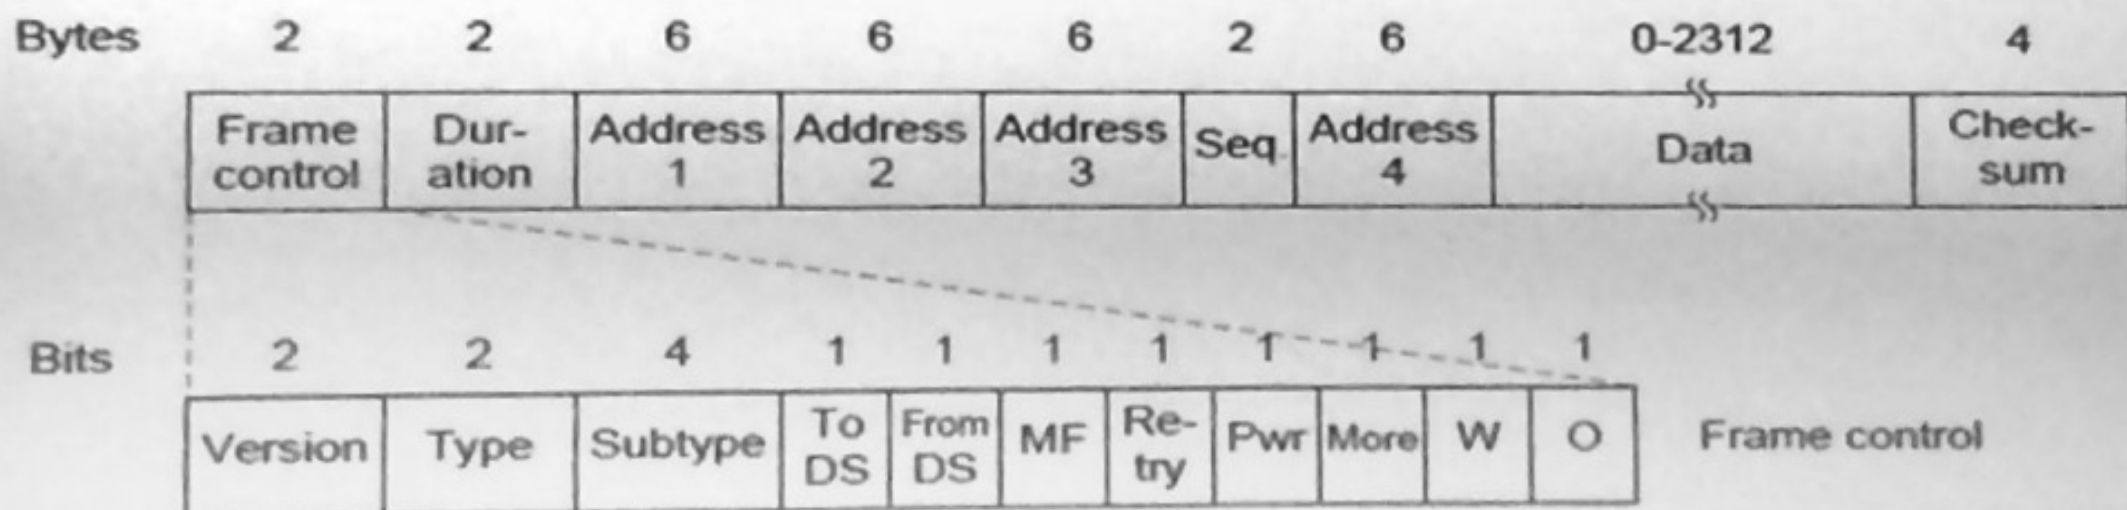 Bytes 2 2 6 6 6 2 6 0-2312 4
Frame control Dur-ation Address 1 Address 2 Address 3 Seq. Address 4 Data Check-sum
Bits 2 2 4 1 1 1 1 1 1 1 1
Version Type Subtype To DS From DS MF Re-try Pwr More W O Frame control